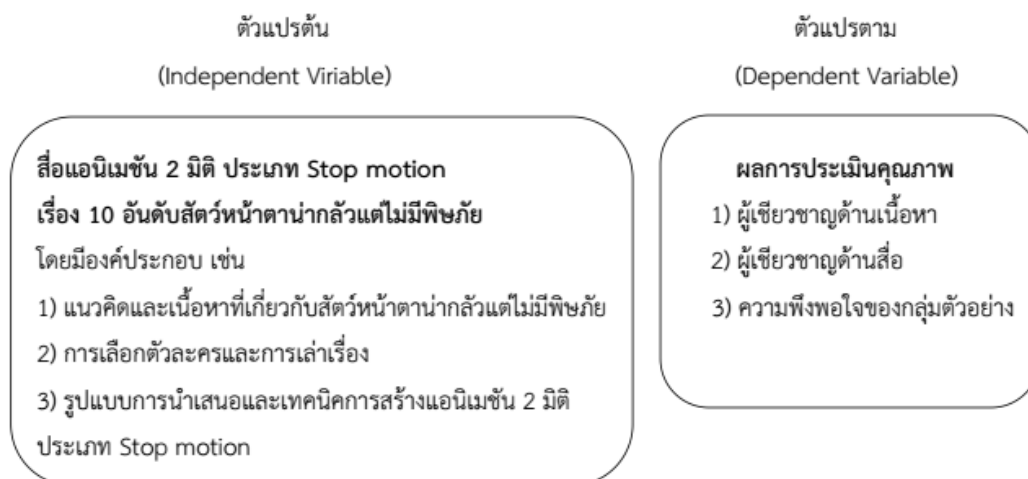 ตัวแปรต้น
(Independent Viriable)
สื่อแอนิเมชัน 2 มิติ ประเภท Stop motion
เรื่อง 10 อันดับสัตว์หน้าตาน่ากลัวแต่ไม่มีพิษภัย
โดยมีองค์ประกอบ เช่น
1) แนวคิดและเนื้อหาที่เกี่ยวกับสัตว์หน้าตาน่ากลัวแต่ไม่มีพิษภัย
2) การเลือกตัวละครและการเล่าเรื่อง
3) รูปแบบการนำเสนอและเทคนิคการสร้างแอนิเมชัน 2 มิติ
ประเภท Stop motion
ตัวแปรตาม
(Dependent Variable)
ผลการประเมินคุณภาพ
1) ผู้เชียวชาญด้านเนื้อหา
2) ผู้เชียวชาญด้านสื่อ
3) ความพึงพอใจของกลุ่มตัวอย่าง